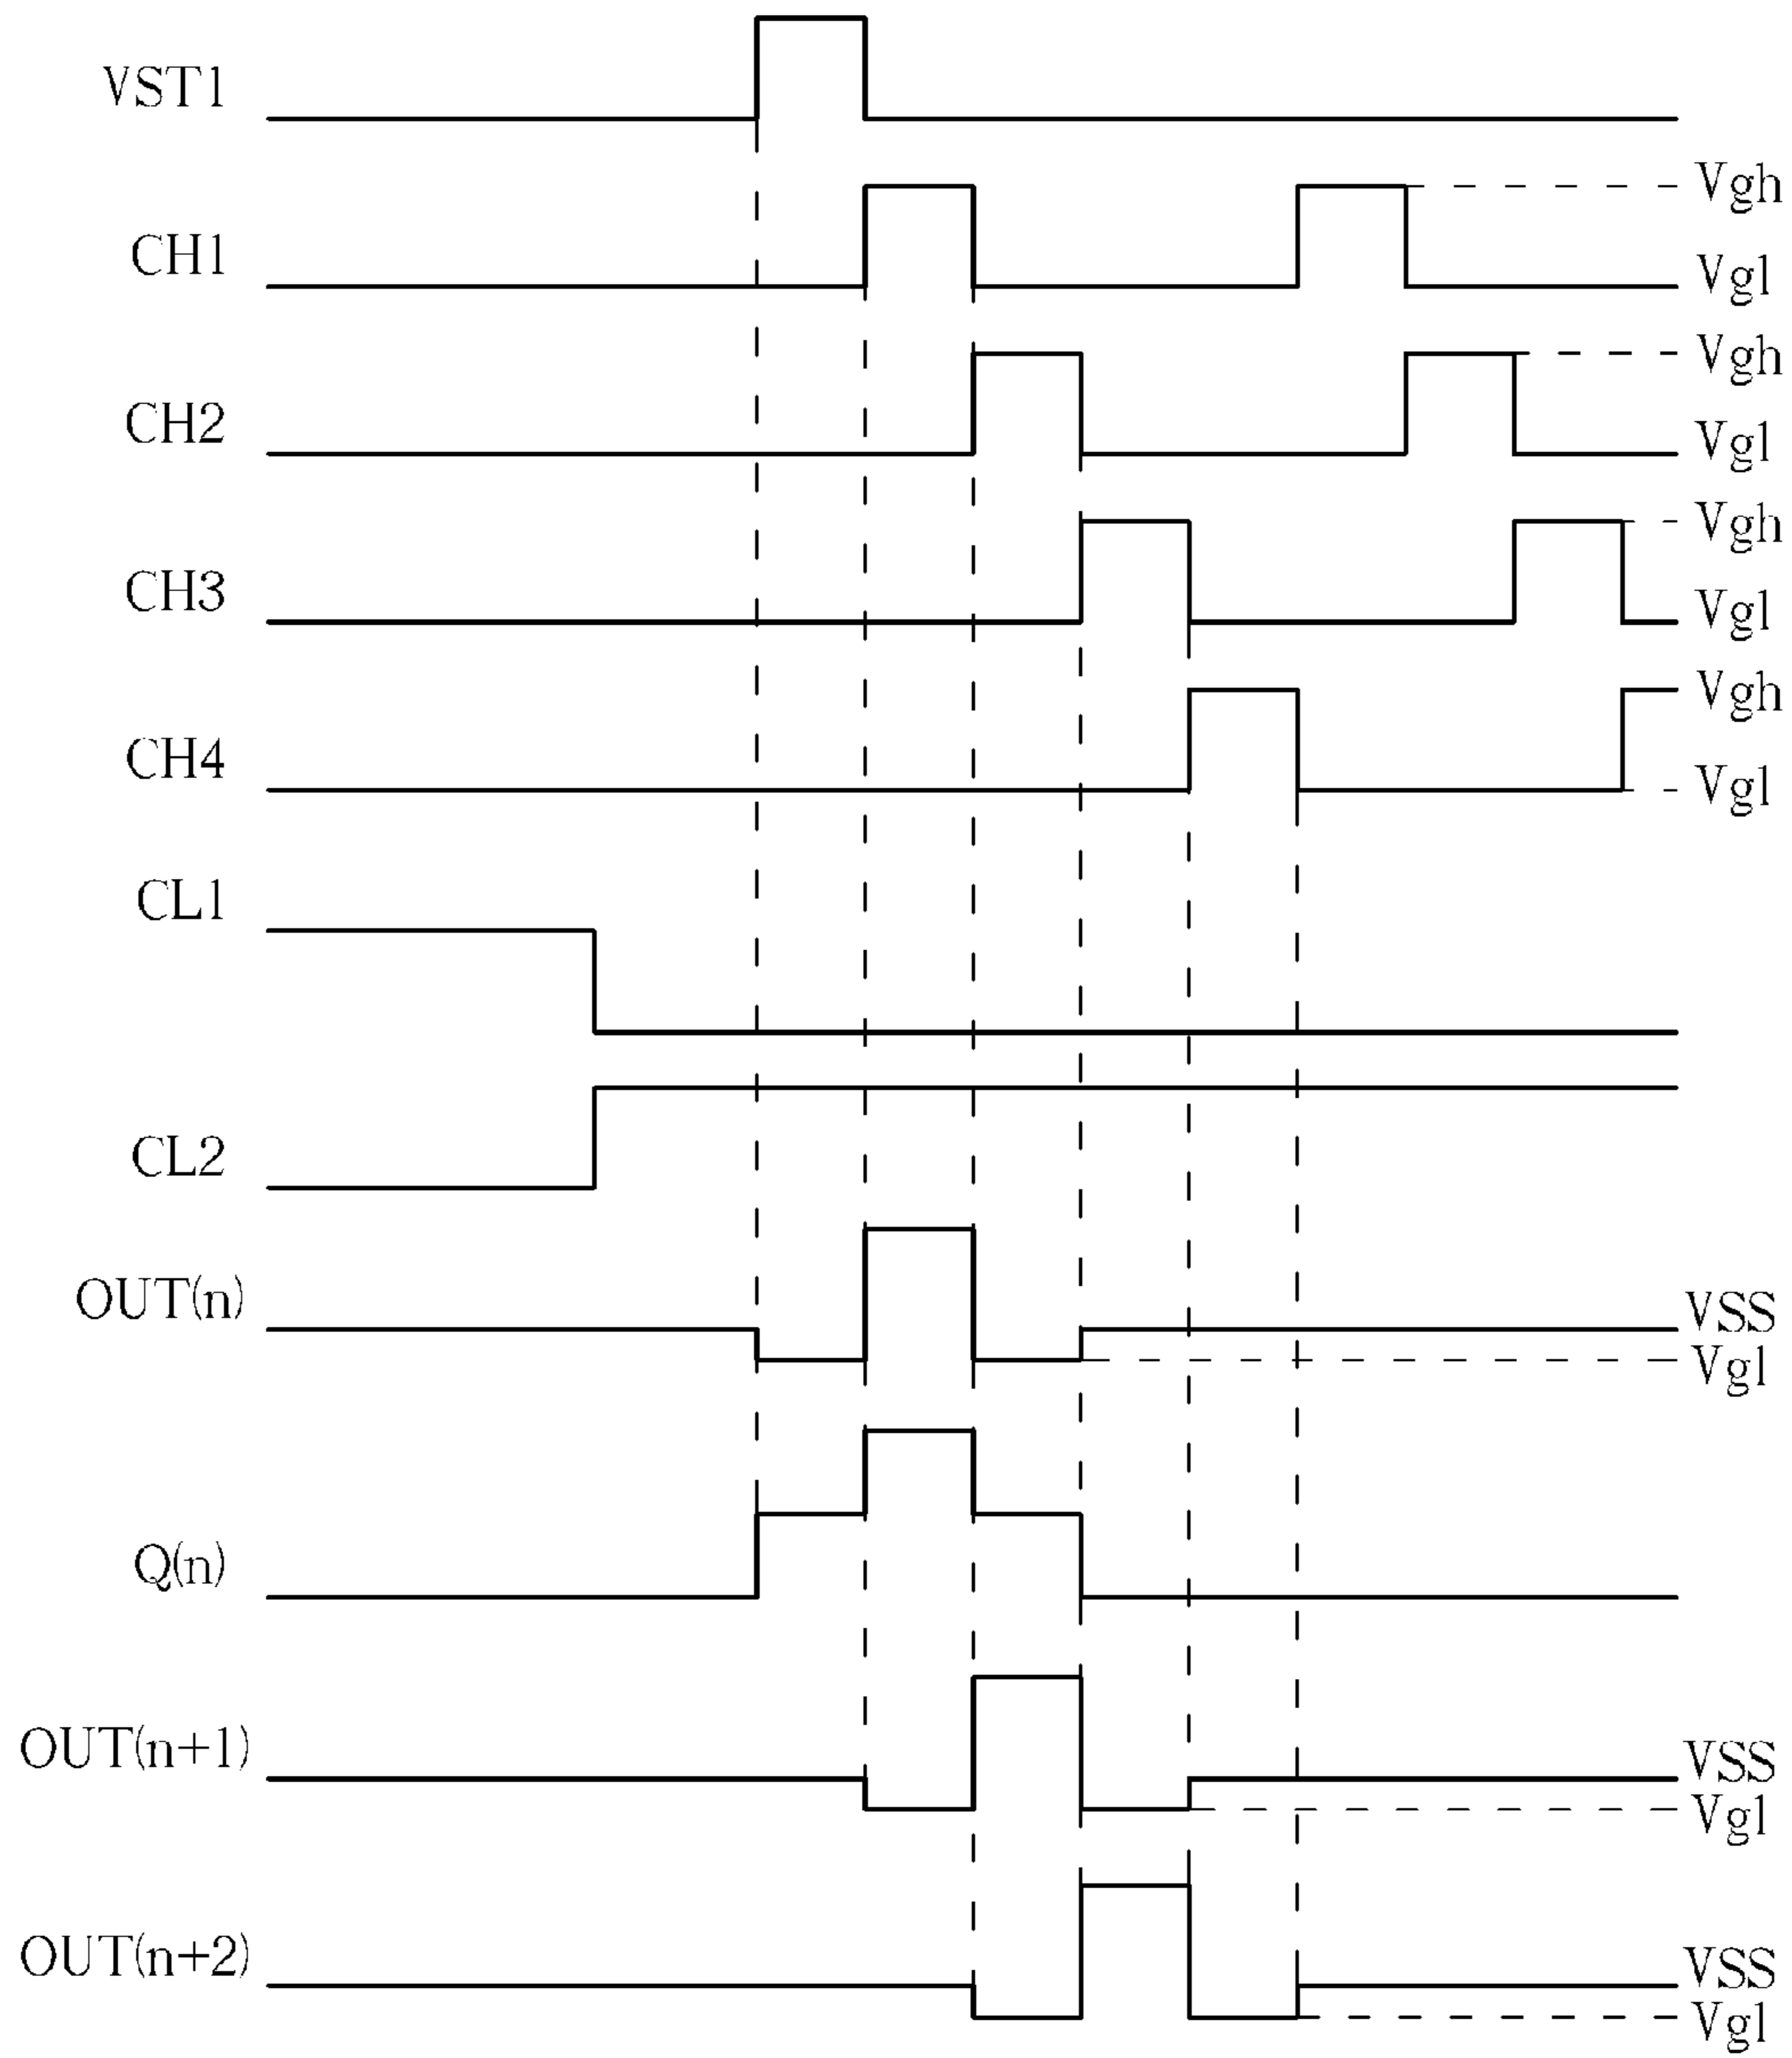 VST1
Vgh
CH1
Vgl
Vgh
CH2
Vgl
Vgh
CH3
Vgl
Vgh
CH4
Vgl
CL1
CL2
OUT(n)
VSS
Vgl
Q(n)
OUT(n+1)
VSS
Vgl
OUT(n+2)
VSS
Vgl